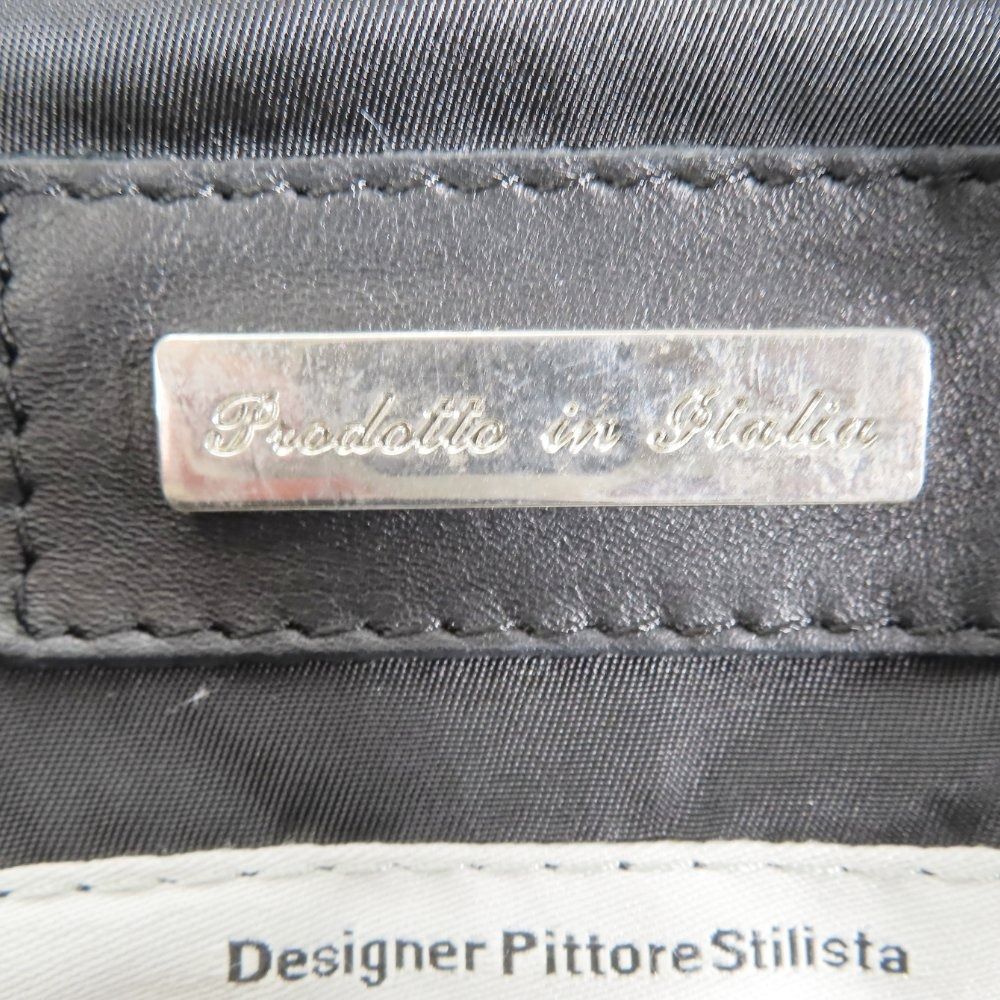 Prodotto in Italia
Designer Pittore Stilista